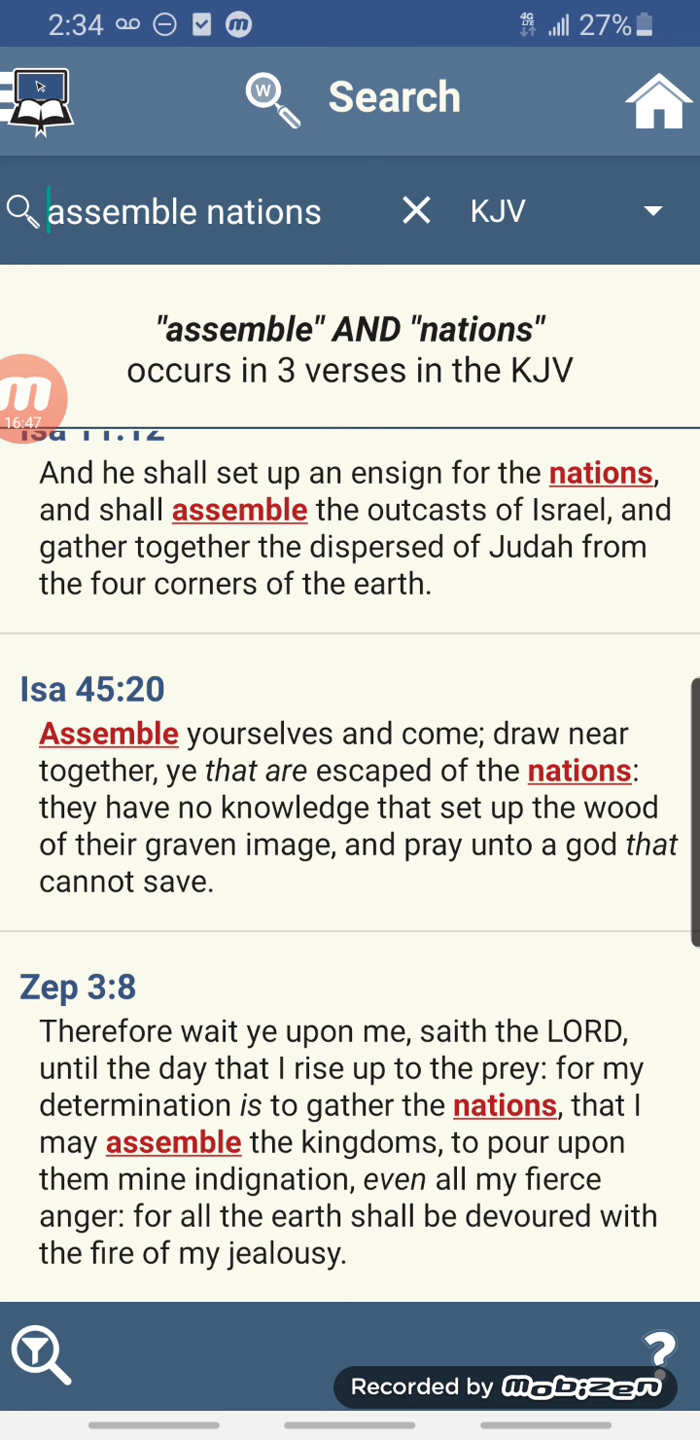 2:34 27%
W Search
assemble nations KJV
"assemble" AND "nations"
occurs in 3 verses in the KJV
m
16:47
Isa 11:12
And he shall set up an ensign for the nations,
and shall assemble the outcasts of Israel, and
gather together the dispersed of Judah from
the four corners of the earth.
Isa 45:20
Assemble yourselves and come; draw near
together, ye that are escaped of the nations:
they have no knowledge that set up the wood
of their graven image, and pray unto a god that
cannot save.
Zep 3:8
Therefore wait ye upon me, saith the LORD,
until the day that I rise up to the prey: for my
determination is to gather the nations, that I
may assemble the kingdoms, to pour upon
them mine indignation, even all my fierce
anger: for all the earth shall be devoured with
the fire of my jealousy.
?
Recorded by mobizen